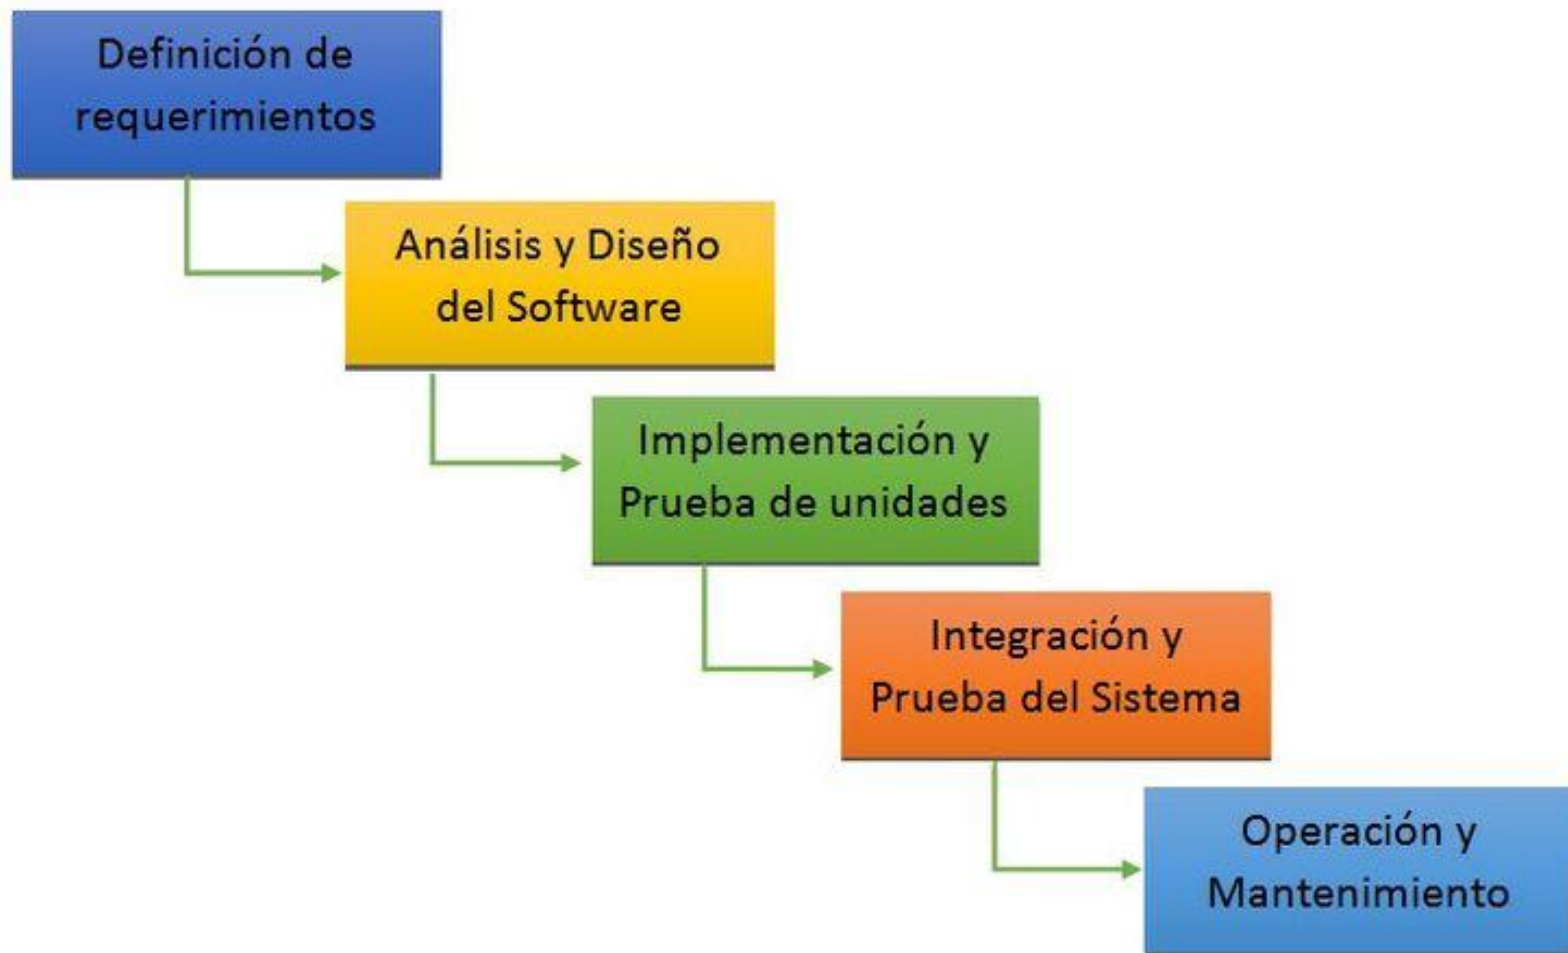 Definición de
requerimientos
Análisis y Diseño
del Software
Implementación y
Prueba de unidades
Integración y
Prueba del Sistema
Operación y
Mantenimiento